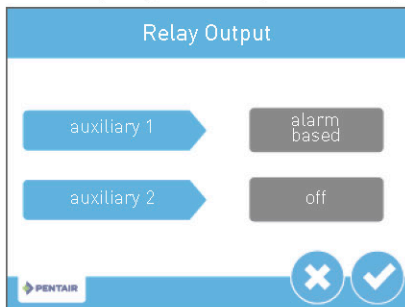 Relay Output
auxiliary 1
alarm
based
auxiliary 2
off
PENTAIR